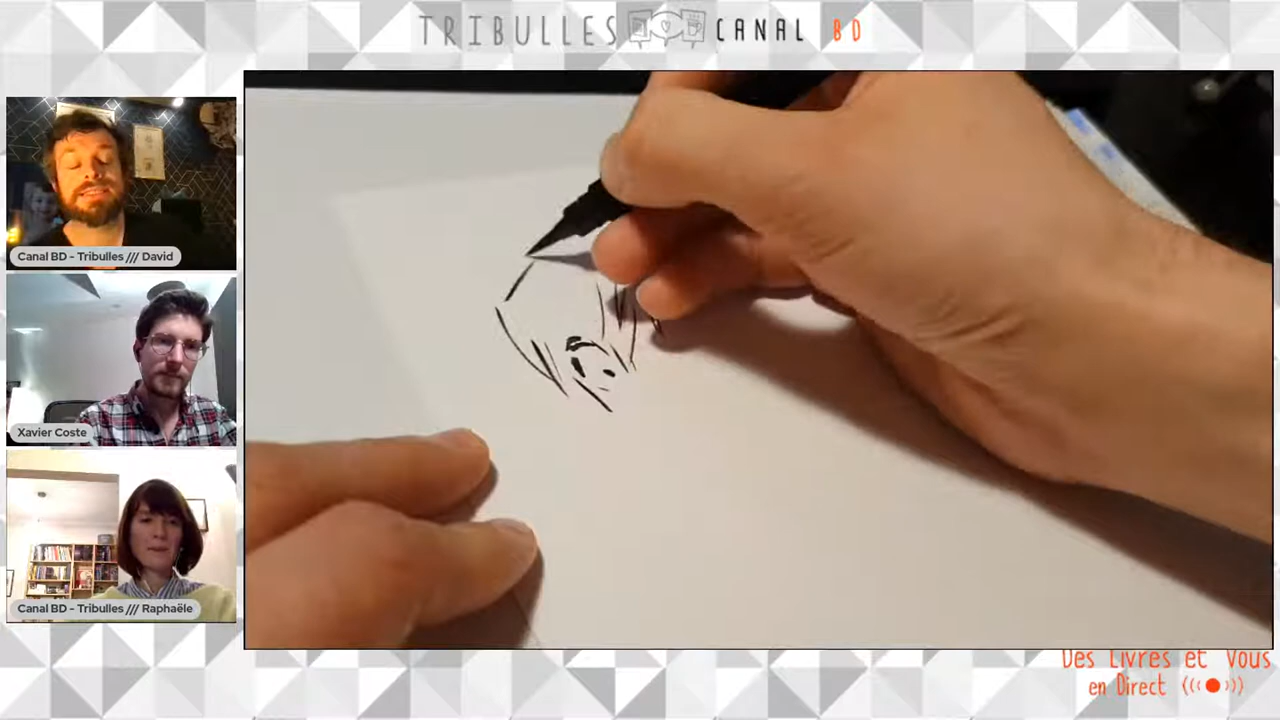 TRIBULLES CANAL BD
Canal BD - Tribulles /// David
Xavier Coste
Canal BD - Tribulles /// Raphaële
Des Livres et Vous
en Direct